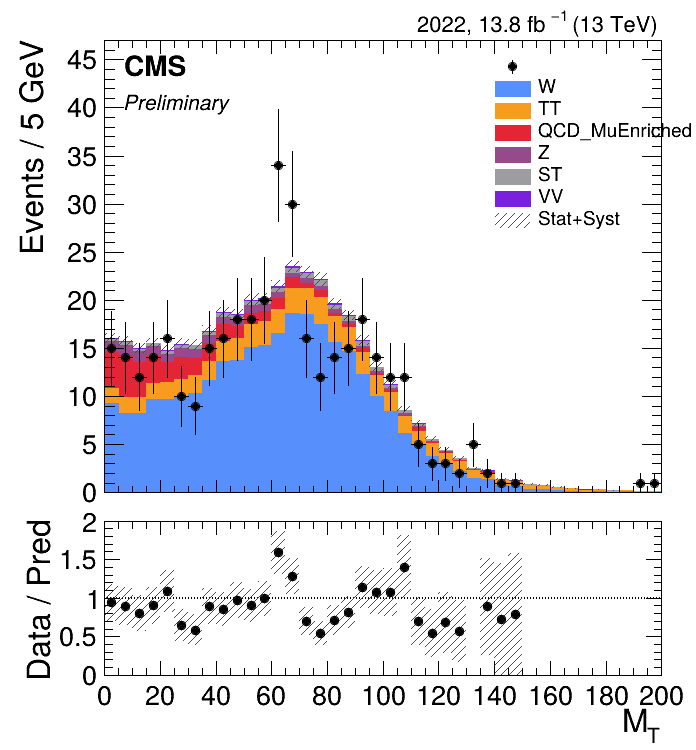 2022, 13.8 fb⁻¹ (13 TeV)
Events / 5 GeV
45
40
35
30
25
20
15
10
5
0
CMS
Preliminary
W
TT
QCD_MuEnriched
Z
ST
VV
Stat+Syst
Data / Pred
2
1.5
1
0.5
0
0 20 40 60 80 100 120 140 160 180 200
M_T